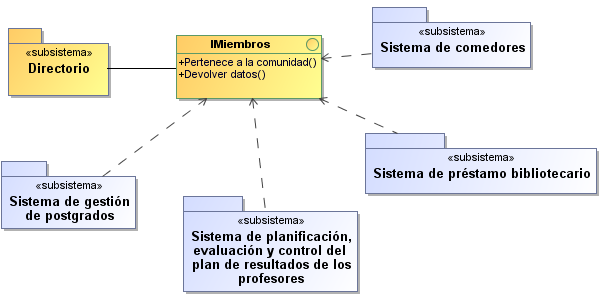 «subsistema»
Directorio
IMiembros
+Pertenece a la comunidad()
+Devolver datos()
«subsistema»
Sistema de comedores
«subsistema»
Sistema de préstamo bibliotecario
«subsistema»
Sistema de gestión
de postgrados
«subsistema»
Sistema de planificación,
evaluación y control del
plan de resultados de los
profesores